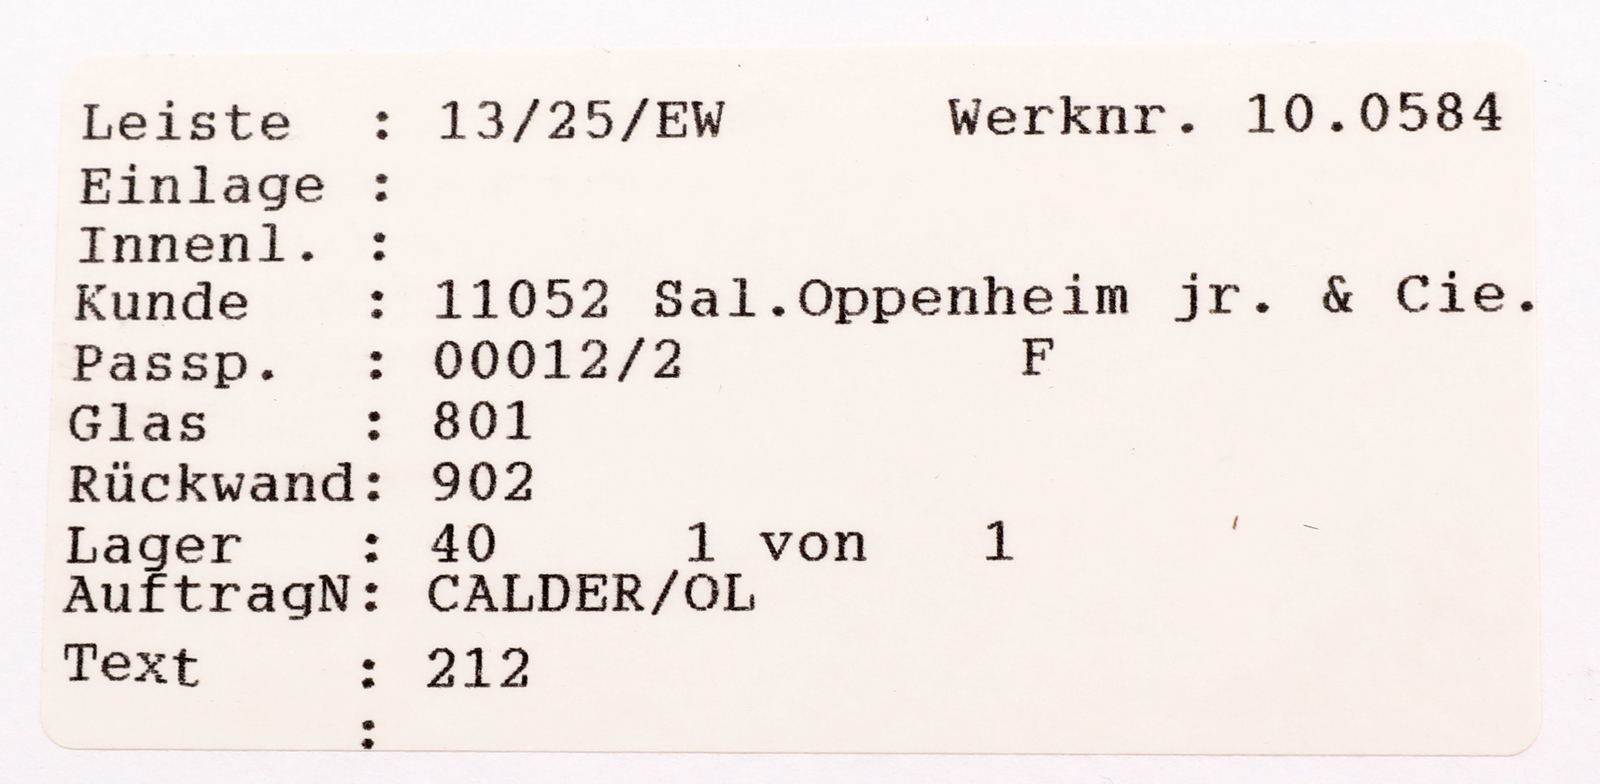 Leiste : 13/25/EW Werknr. 10.0584
Einlage :
Innenl. :
Kunde : 11052 Sal.Oppenheim jr. & Cie.
Passp. : 00012/2 F
Glas : 801
Rückwand: 902
Lager : 40 1 von 1
AuftragN: CALDER/OL
Text : 212
: